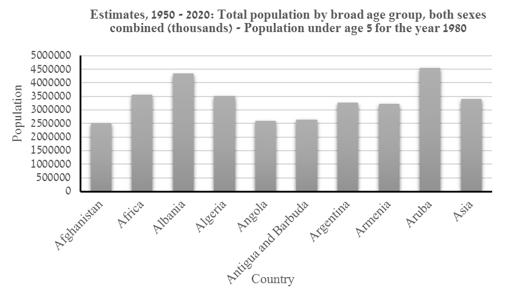 Estimates, 1950 - 2020: Total population by broad age group, both sexes
combined (thousands) - Population under age 5 for the year 1980
Population
5000000
4500000
4000000
3500000
3000000
2500000
2000000
1500000
1000000
500000
0
Afghanistan
Africa
Albania
Algeria
Angola
Antigua and Barbuda
Argentina
Armenia
Aruba
Asia
Country